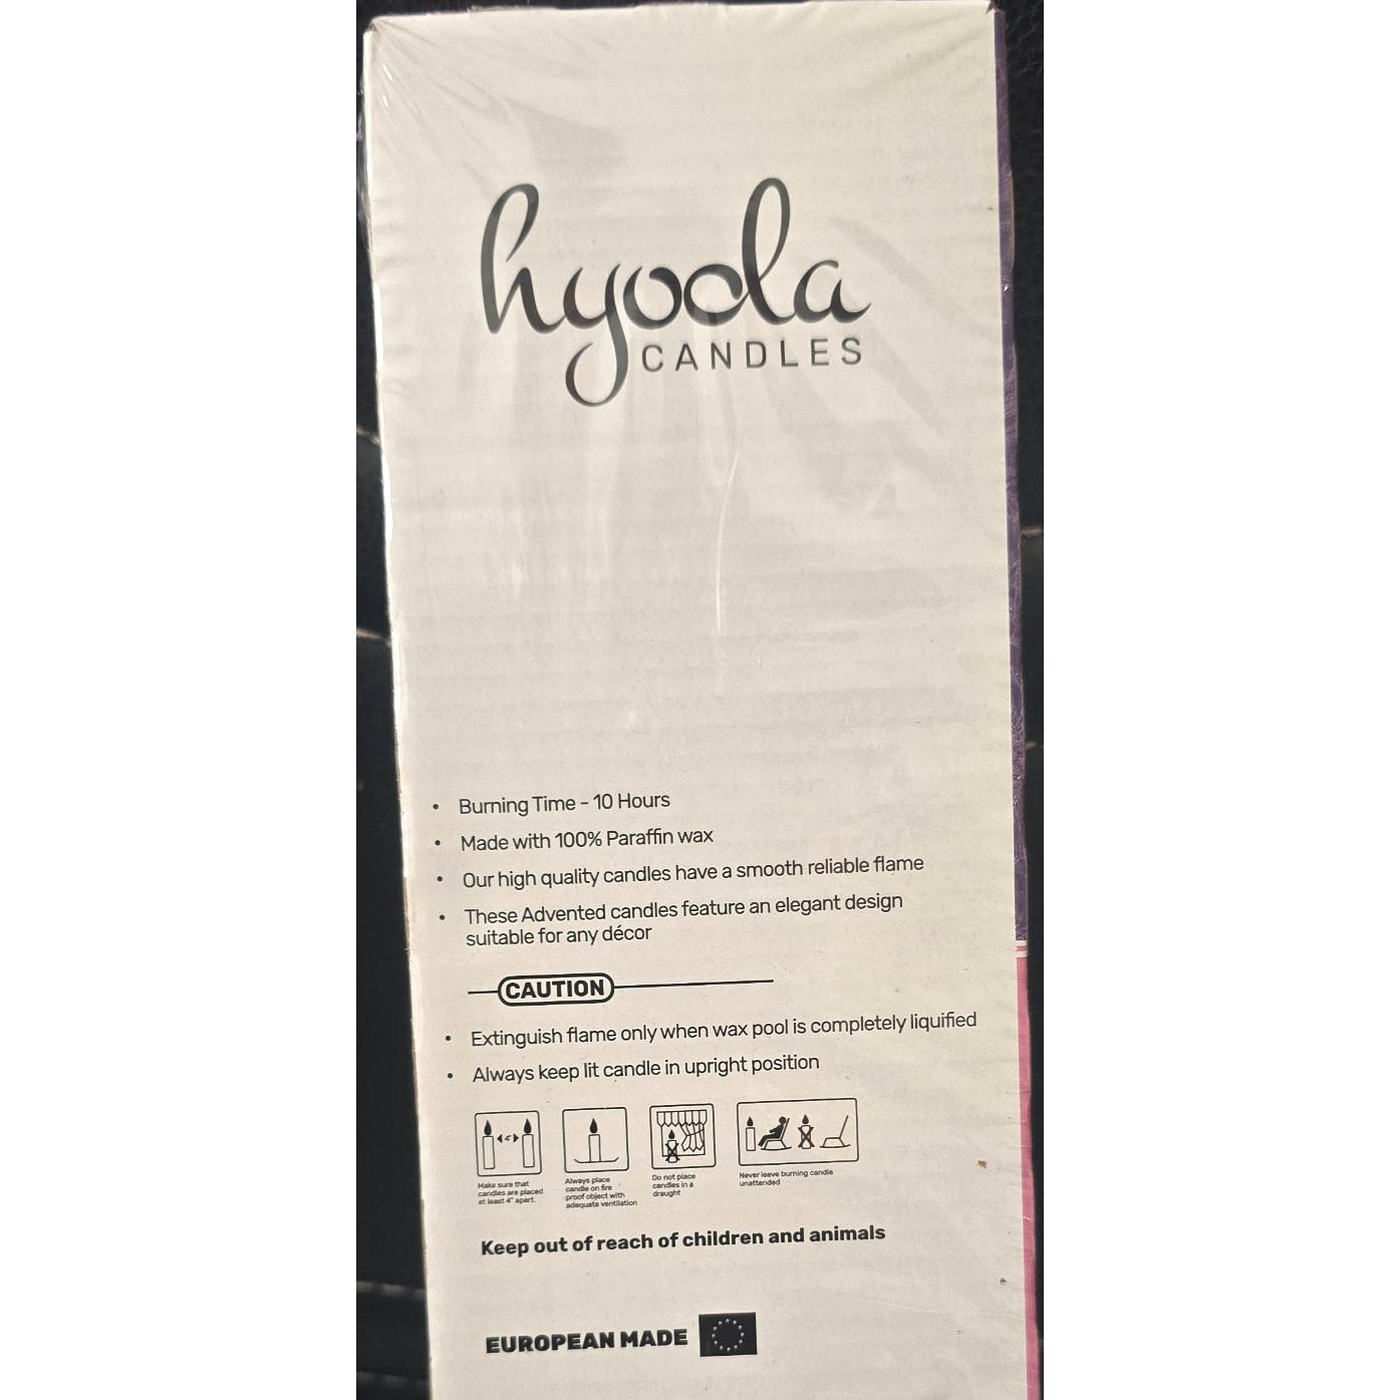 hyoola
CANDLES
• Burning Time - 10 Hours
• Made with 100% Paraffin wax
• Our high quality candles have a smooth reliable flame
• These Advented candles feature an elegant design
suitable for any décor
CAUTION
• Extinguish flame only when wax pool is completely liquified
• Always keep lit candle in upright position
Make sure that
candles are placed
at least 4" apart.
Always place
candle on fire
proof object with
adequate ventilation
Do not place
candles in a
draught
Never leave burning candle
unattended
Keep out of reach of children and animals
EUROPEAN MADE